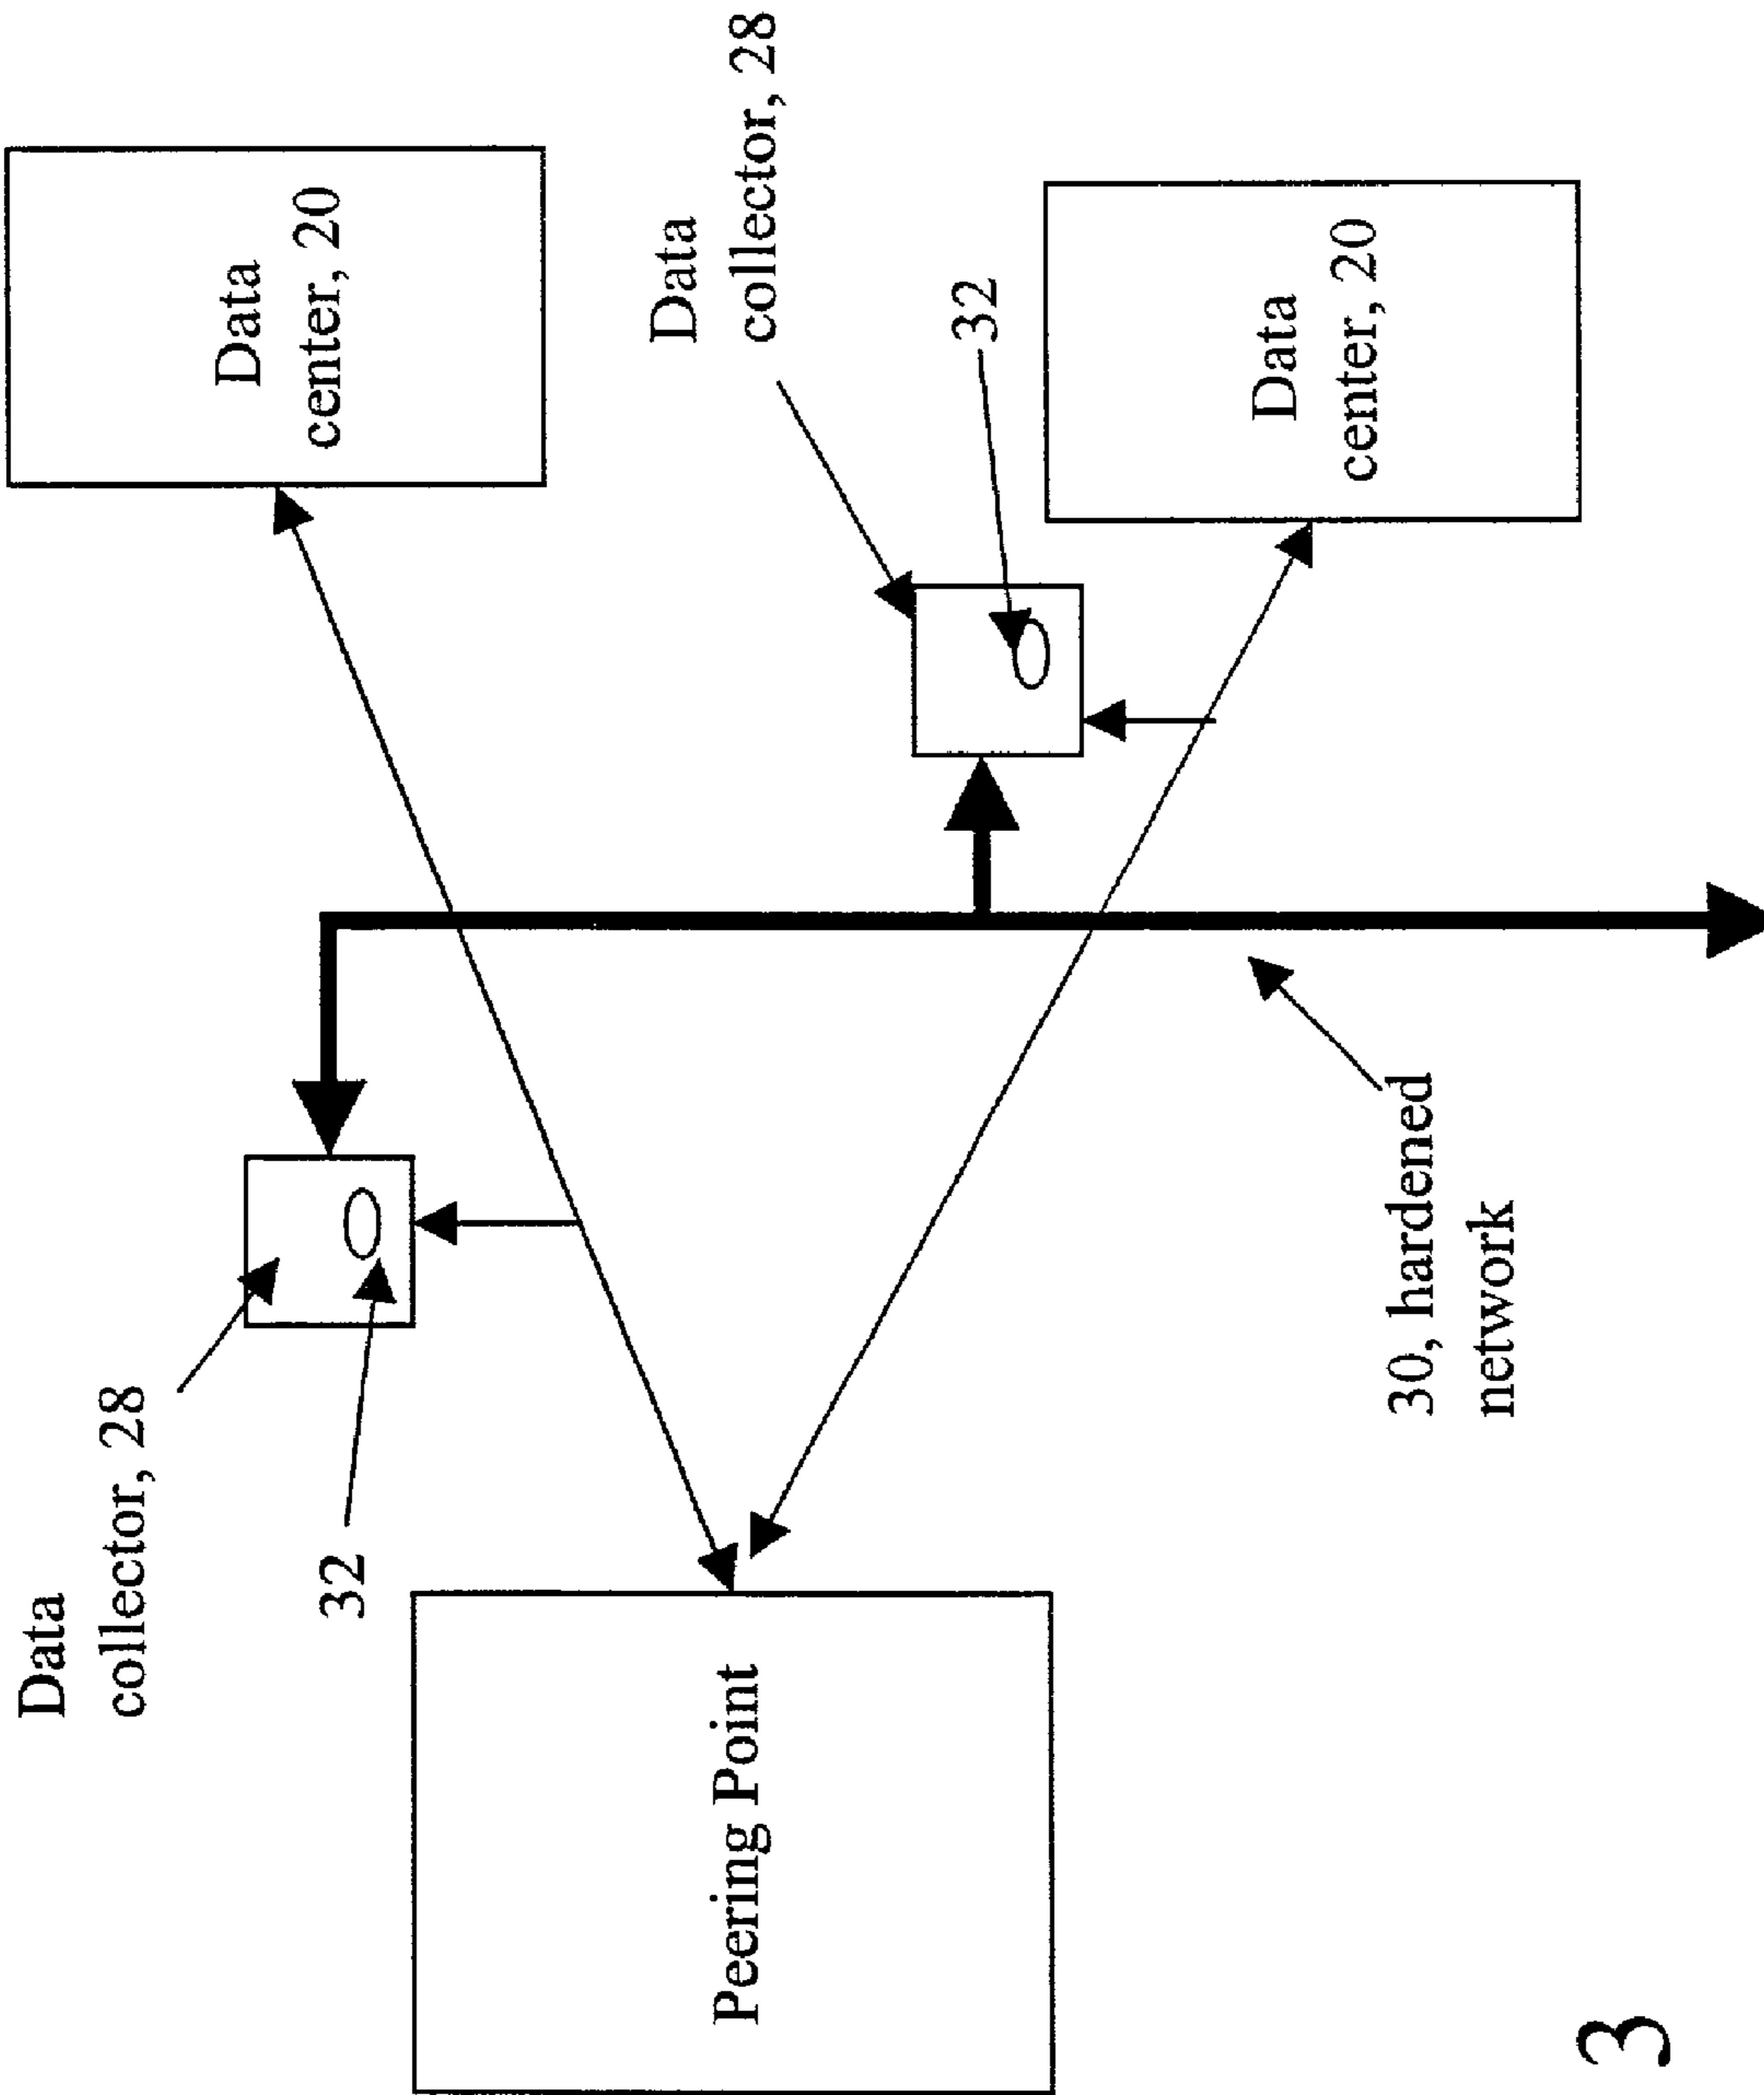 Data
collector, 28
32
Peering Point
30, hardened
network
Data
center, 20
Data
collector, 28
32
Data
center, 20
3